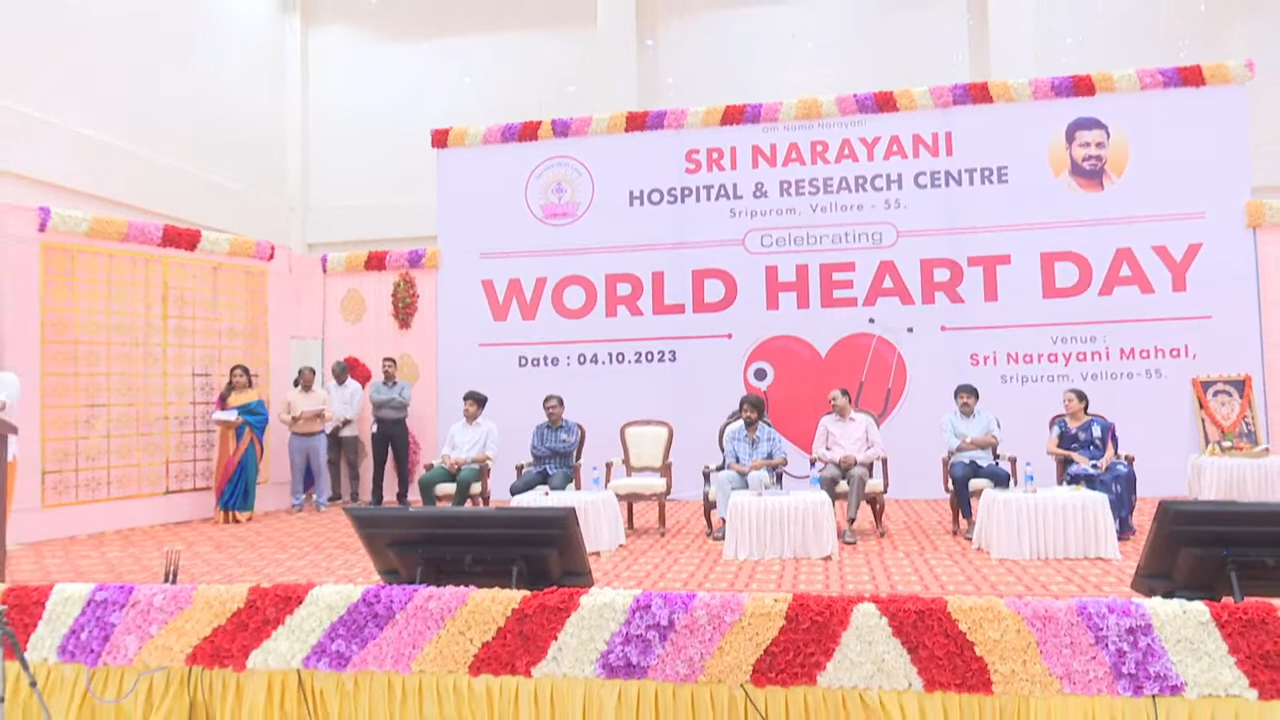 Om Namo Narayani
SRI NARAYANI
HOSPITAL & RESEARCH CENTRE
Sripuram, Vellore - 55.
Celebrating
WORLD HEART DAY
Date : 04.10.2023
Venue :
Sri Narayani Mahal,
Sripuram, Vellore-55.